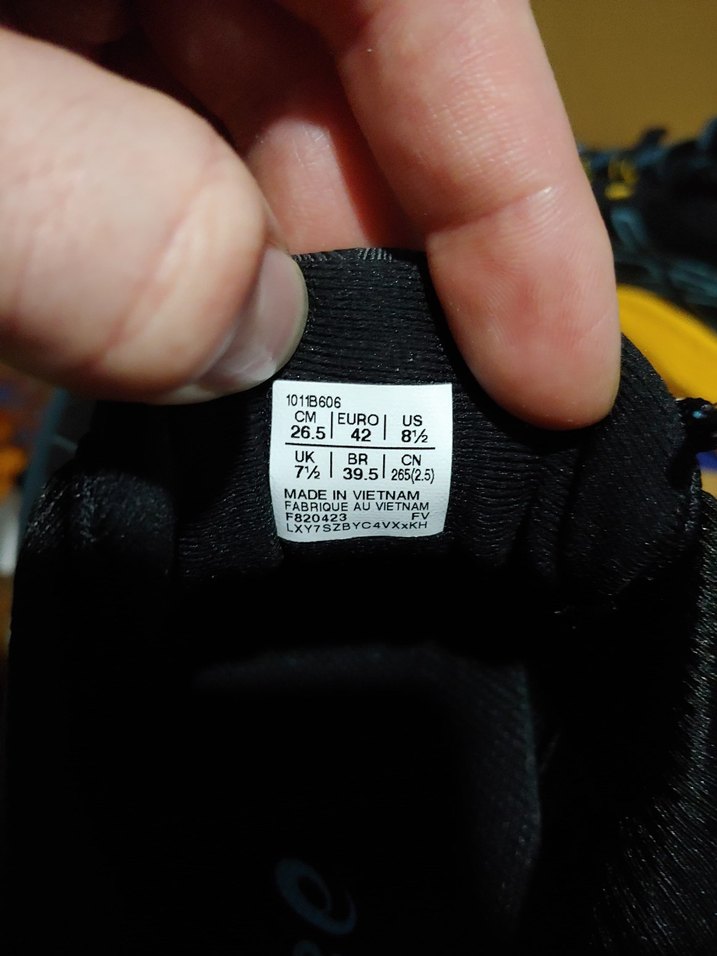 1011B606
CM | EURO | US
26.5 | 42 | 8½
UK | BR | CN
7½ | 39.5 | 265(2.5)
MADE IN VIETNAM
FABRIQUE AU VIETNAM
F820423 FV
LXY7SZBYC4VXxKH